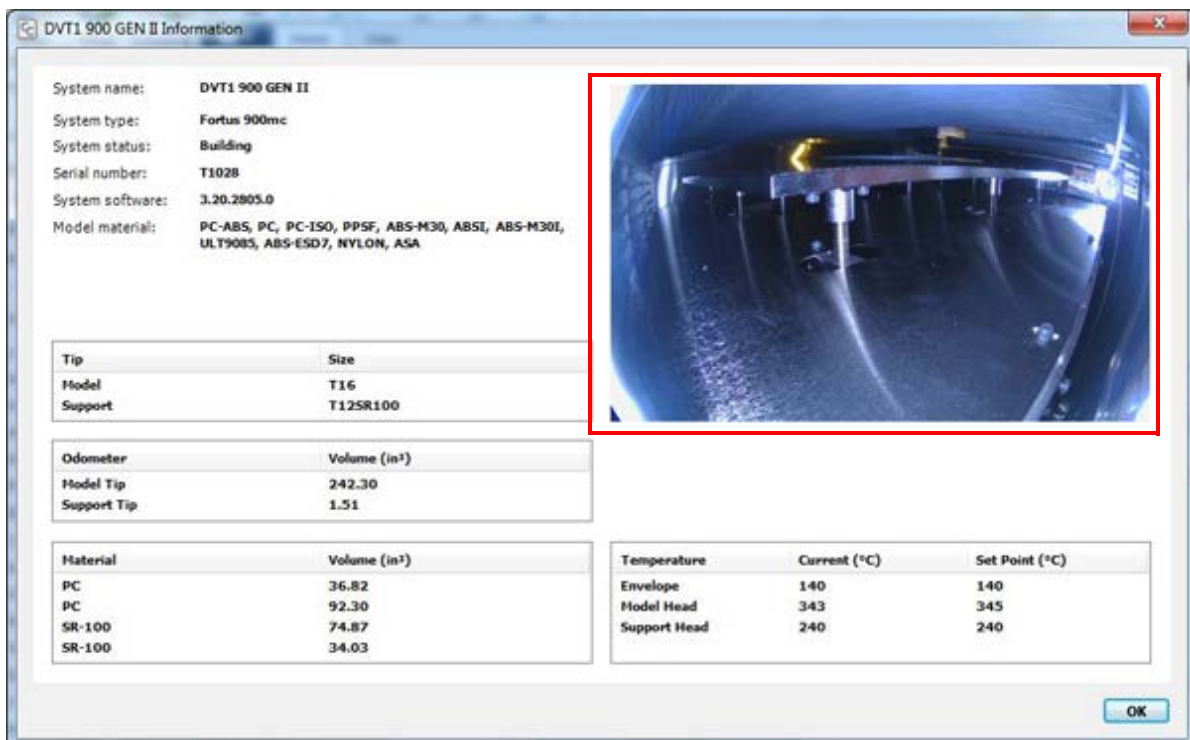 DVT1 900 GEN II Information
System name: DVT1 900 GEN II
System type: Fortus 900mc
System status: Building
Serial number: T1028
System software: 3.20.2805.0
Model material: PC-ABS, PC, PC-ISO, PPSF, ABS-M30, ABSI, ABS-M30I,
ULT9085, ABS-ESD7, NYLON, ASA
Tip Size
Model T16
Support T12SR100
Odometer Volume (in³)
Model Tip 242.30
Support Tip 1.51
Material Volume (in³)
PC 36.82
PC 92.30
SR-100 74.87
SR-100 34.03
Temperature Current (°C) Set Point (°C)
Envelope 140 140
Model Head 343 345
Support Head 240 240
OK